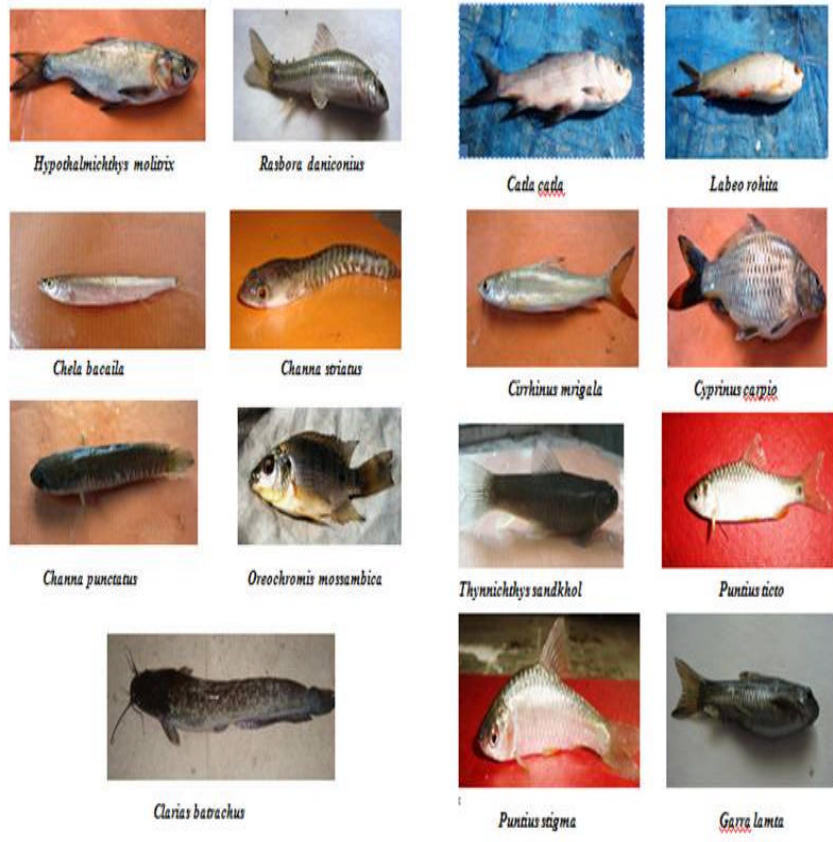 Hypothalmichthys molitrix
Rasbora daniconius
Catla catla
Labeo rohita
Chela bacaila
Channa striatus
Cirrhinus mrigala
Cyprinus carpio
Channa punctatus
Oreochromis mossambica
Thynnichthys sandkhol
Puntius ticto
Clarias batrachus
Puntius stigma
Garra lamta